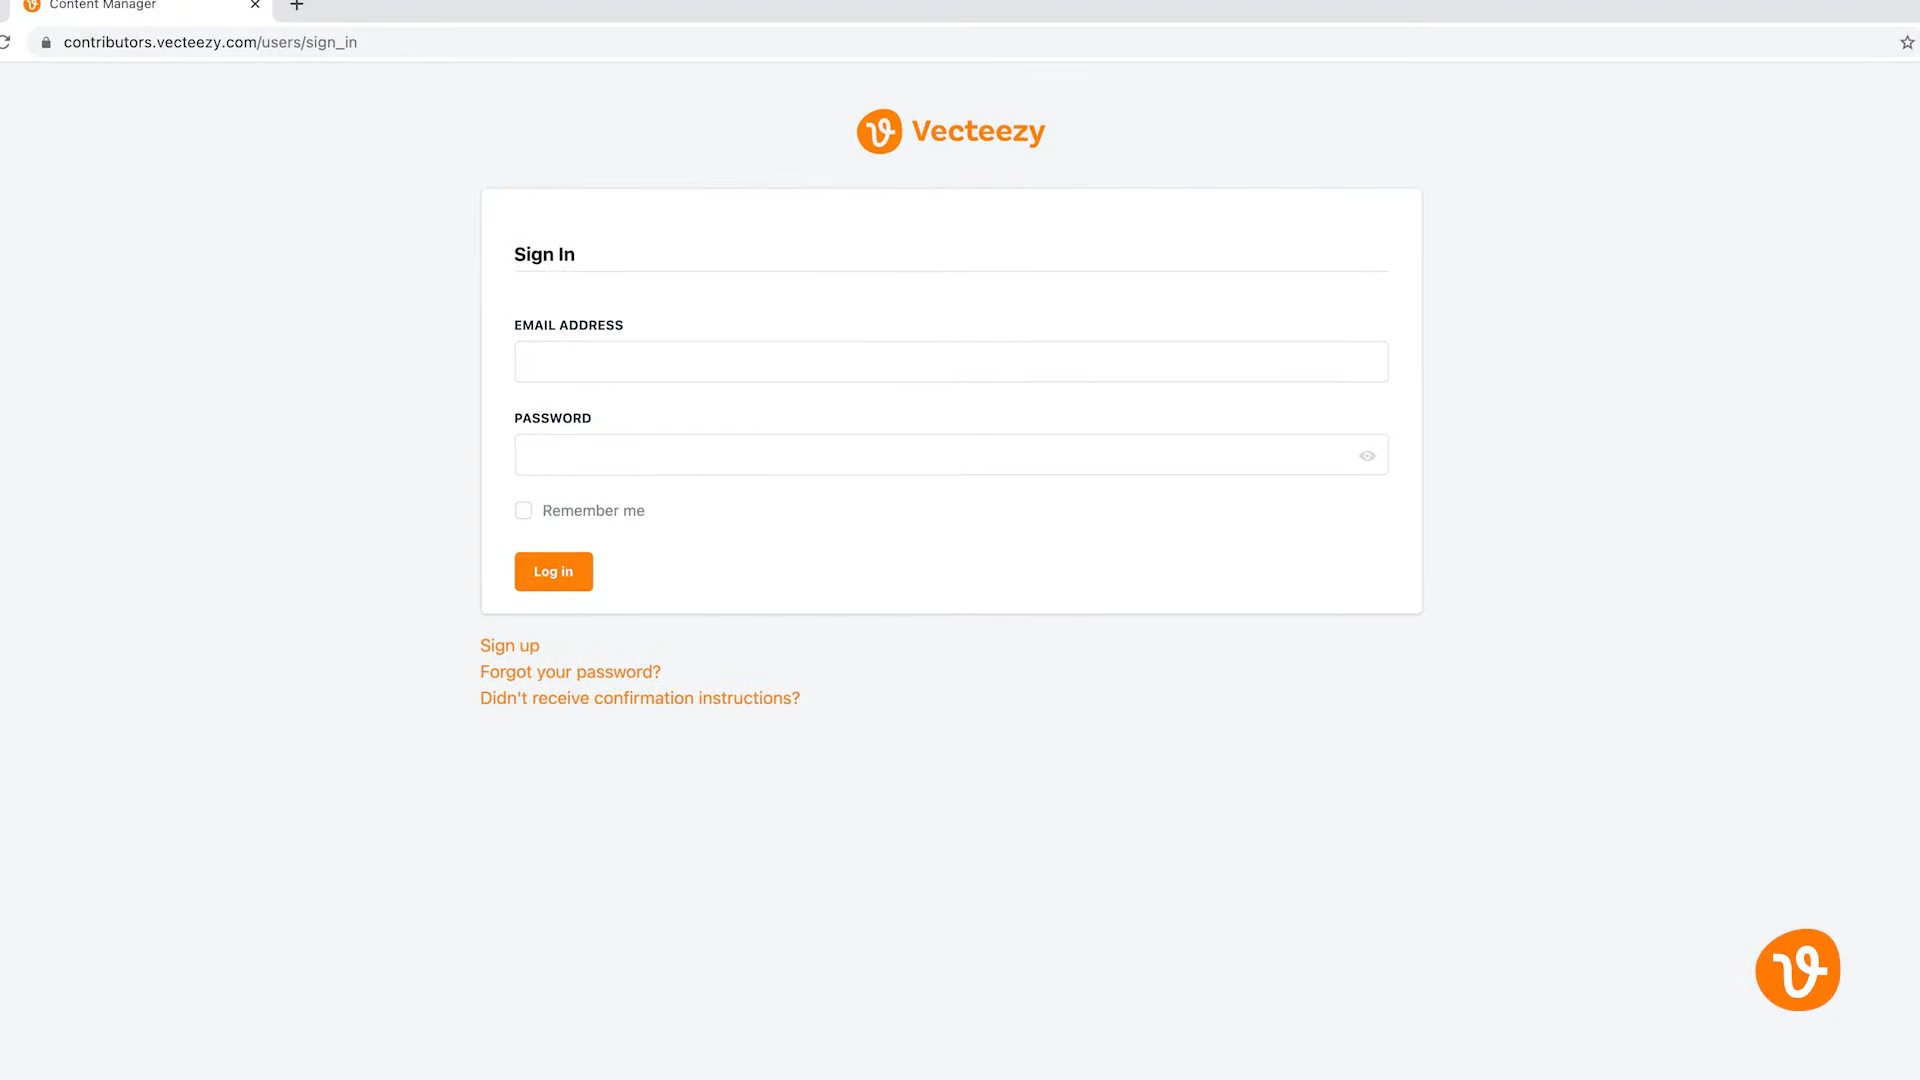 Content Manager
contributors.vecteezy.com/users/sign_in
Vecteezy
Sign In
EMAIL ADDRESS
PASSWORD
Remember me
Log in
Sign up
Forgot your password?
Didn't receive confirmation instructions?